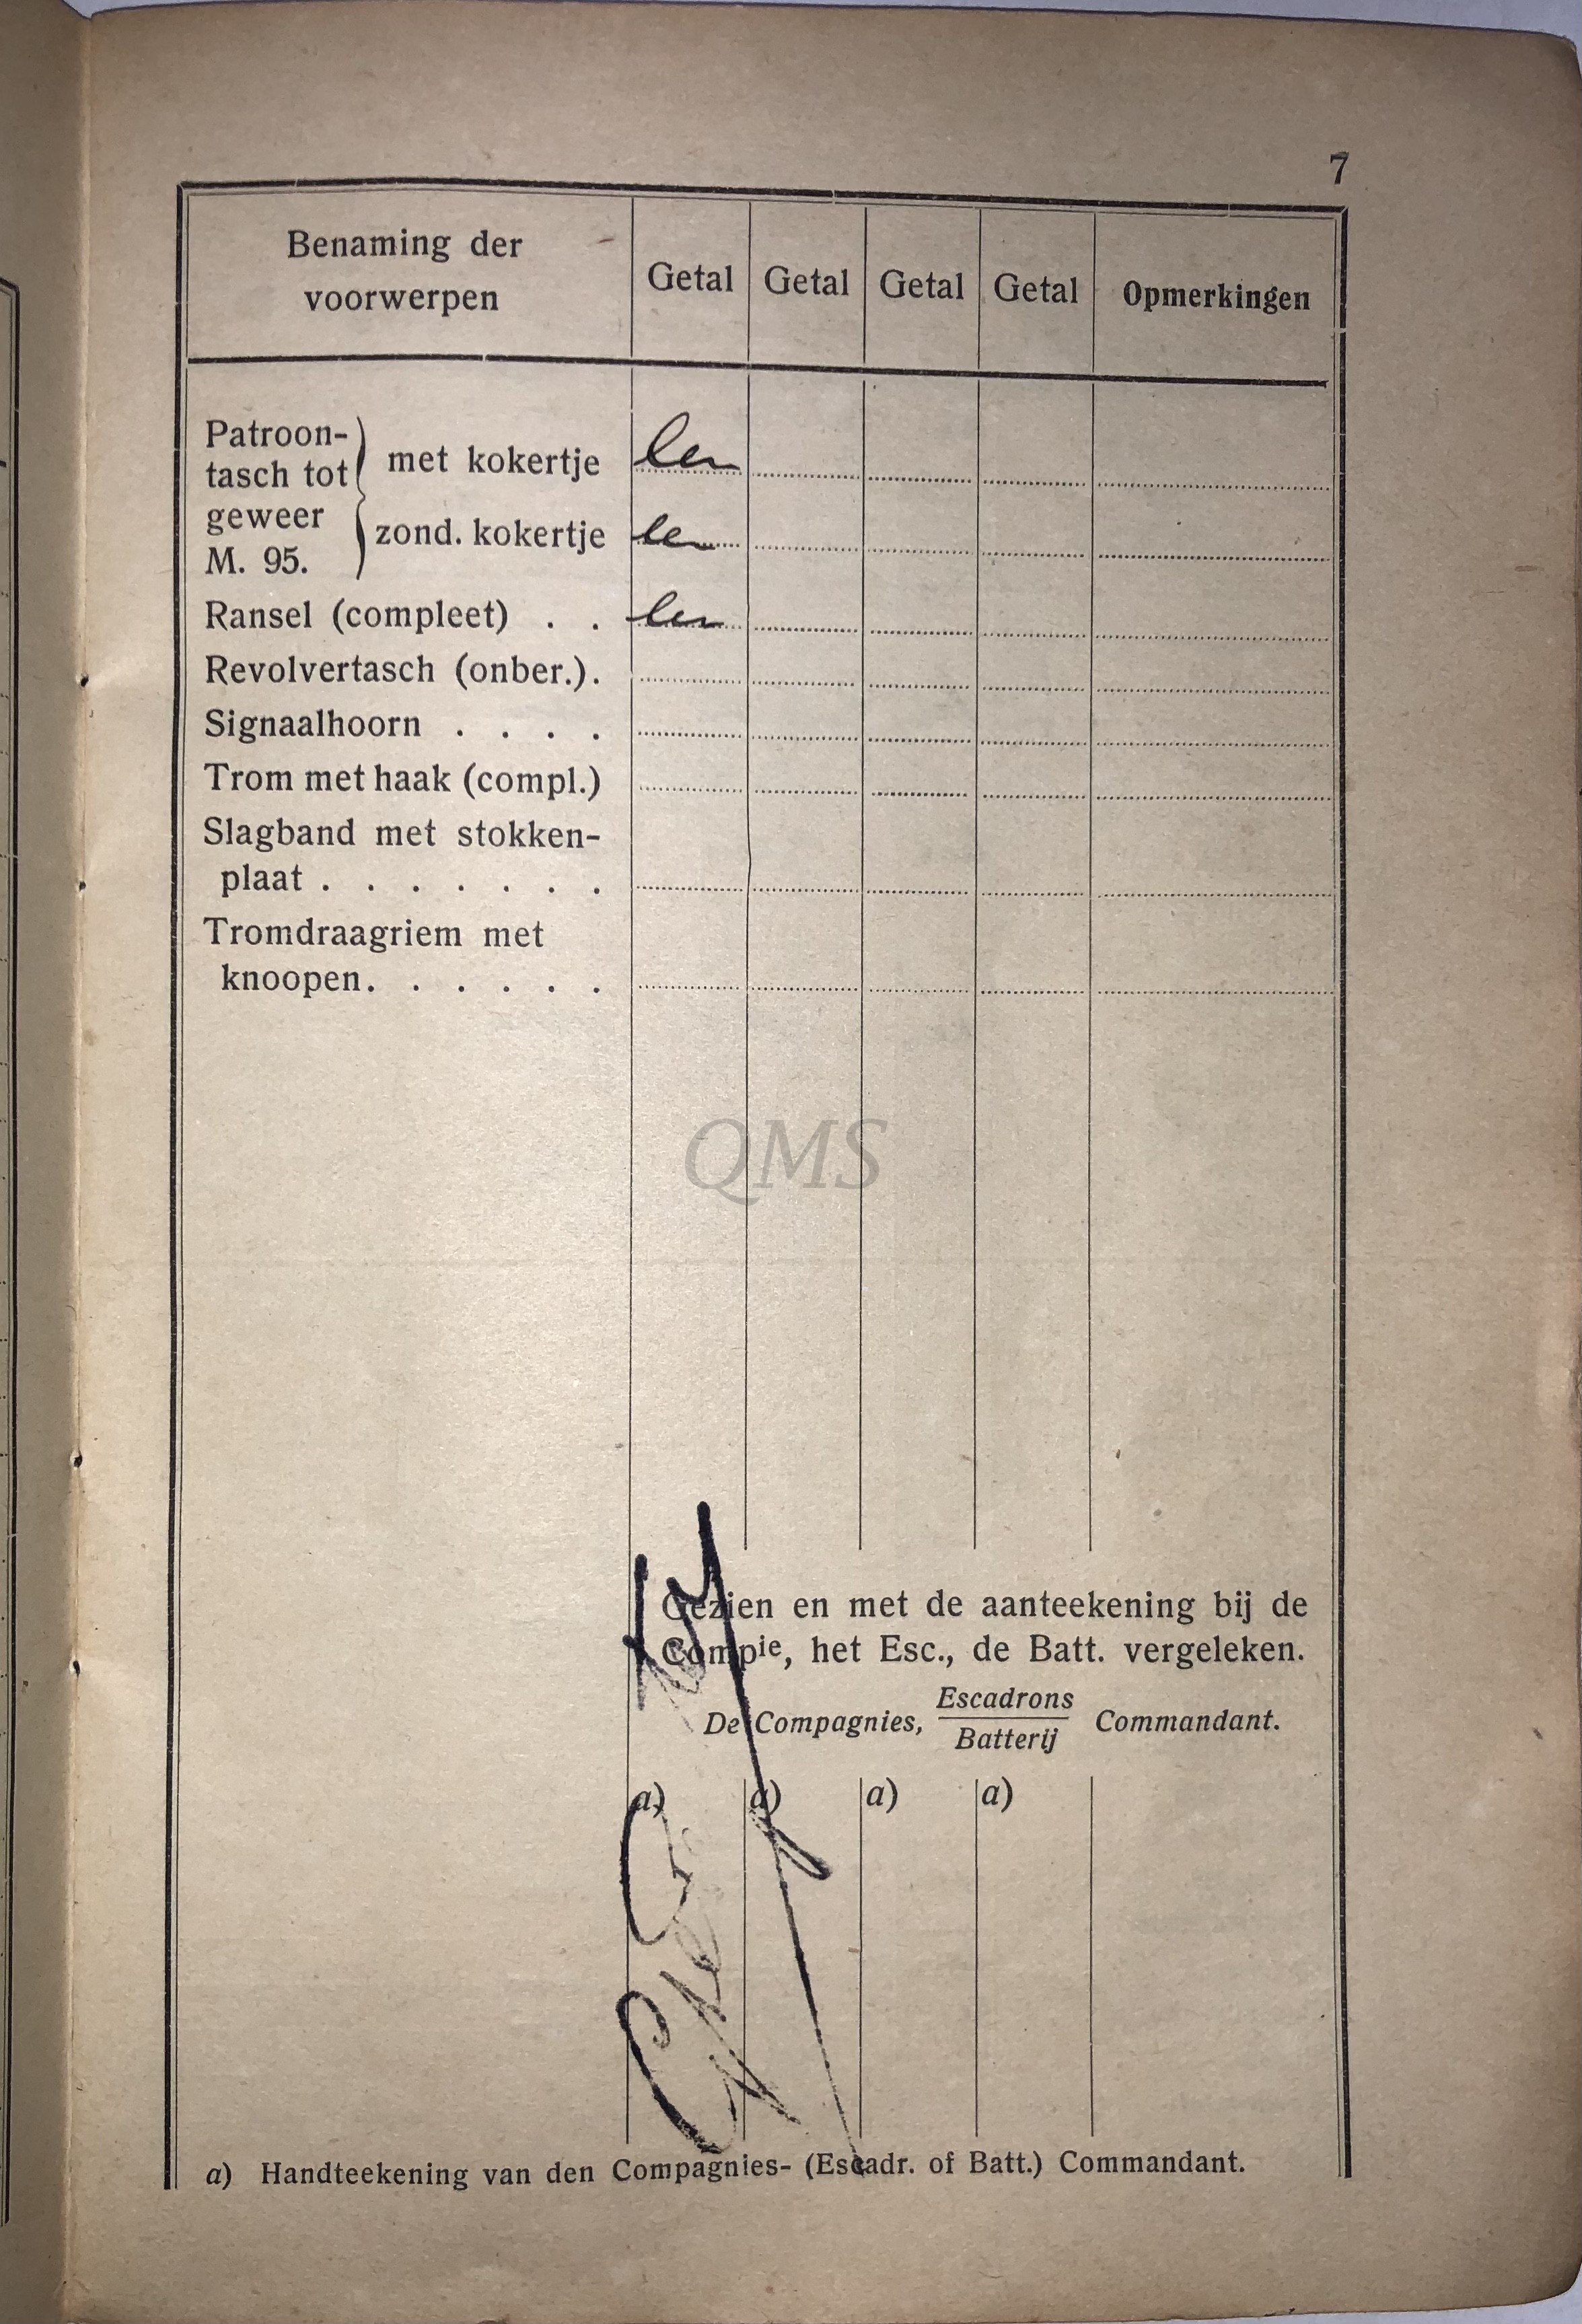 7
Benaming der
voorwerpen
Getal Getal Getal Getal Opmerkingen
Patroon-
tasch tot
geweer
M. 95.
met kokertje
zond. kokertje
Ransel (compleet) . .
Revolvertasch (onber.).
Signaalhoorn . . . .
Trom met haak (compl.)
Slagband met stokken-
plaat . . . . . . .
Tromdraagriem met
knoopen. . . . . .
QMS
Gezien en met de aanteekening bij de
Compie, het Esc., de Batt. vergeleken.
De Compagnies, Escadrons Commandant.
Batterij
a) a) a) a)
a) Handteekening van den Compagnies- (Escadr. of Batt.) Commandant.